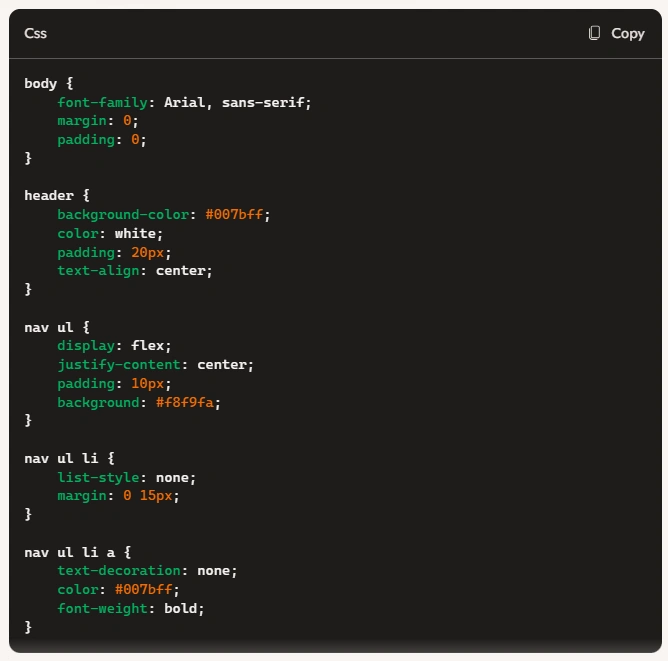 Css
Copy
body {
    font-family: Arial, sans-serif;
    margin: 0;
    padding: 0;
}

header {
    background-color: #007bff;
    color: white;
    padding: 20px;
    text-align: center;
}

nav ul {
    display: flex;
    justify-content: center;
    padding: 10px;
    background: #f8f9fa;
}

nav ul li {
    list-style: none;
    margin: 0 15px;
}

nav ul li a {
    text-decoration: none;
    color: #007bff;
    font-weight: bold;
}